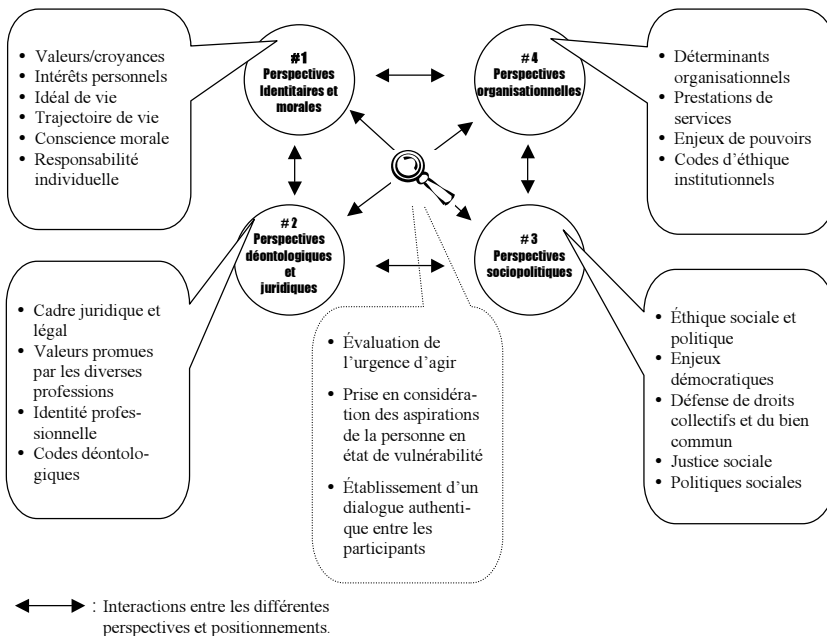 • Valeurs/croyances
• Intérêts personnels
• Idéal de vie
• Trajectoire de vie
• Conscience morale
• Responsabilité
individuelle
#1
Perspectives
Identitaires et
morales
# 4
Perspectives
organisationnelles
• Déterminants
organisationnels
• Prestations de
services
• Enjeux de pouvoirs
• Codes d’éthique
institutionnels
# 2
Perspectives
déontologiques
et
juridiques
# 3
Perspectives
sociopolitiques
• Cadre juridique et
légal
• Valeurs promues
par les diverses
professions
• Identité profes-
sionnelle
• Codes déontolo-
giques
• Évaluation de
l’urgence d’agir
• Prise en considéra-
tion des aspirations
de la personne en
état de vulnérabilité
• Établissement d’un
dialogue authent-
ique entre les
participants
• Éthique sociale et
politique
• Enjeux
démocratiques
• Défense de droits
collectifs et du bien
commun
• Justice sociale
• Politiques sociales
: Interactions entre les différentes
perspectives et positionnements.